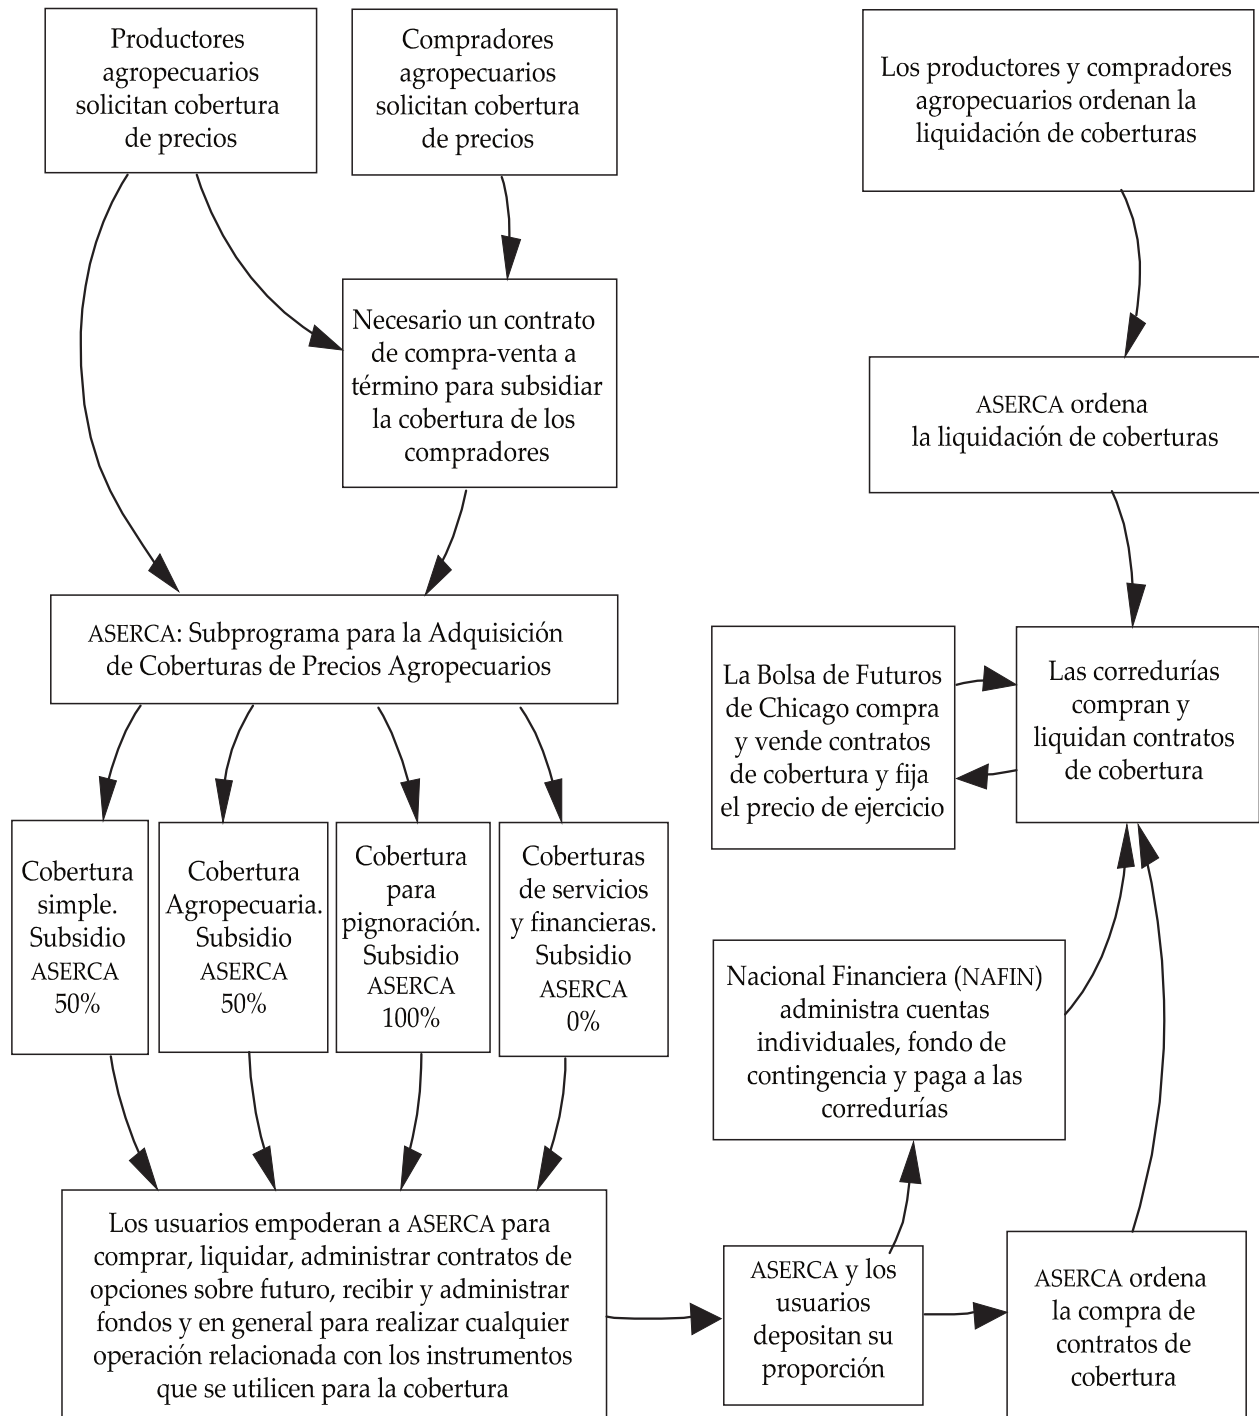 Productores
agropecuarios
solicitan cobertura
de precios
Compradores
agropecuarios
solicitan cobertura
de precios
Los productores y compradores
agropecuarios ordenan la
liquidación de coberturas
Necesario un contrato
de compra-venta a
término para subsidiar
la cobertura de los
compradores
ASERCA ordena
la liquidación de coberturas
ASERCA: Subprograma para la Adquisición
de Coberturas de Precios Agropecuarios
La Bolsa de Futuros
de Chicago compra
y vende contratos
de cobertura y fija
el precio de ejercicio
Las corredurías
compran y
liquidan contratos
de cobertura
Cobertura
simple.
Subsidio
ASERCA
50%
Cobertura
Agropecuaria.
Subsidio
ASERCA
50%
Cobertura
para
pignoración.
Subsidio
ASERCA
100%
Coberturas
de servicios
y financieras.
Subsidio
ASERCA
0%
Nacional Financiera (NAFIN)
administra cuentas
individuales, fondo de
contingencia y paga a las
corredurías
Los usuarios empoderan a ASERCA para
comprar, liquidar, administrar contratos de
opciones sobre futuro, recibir y administrar
fondos y en general para realizar cualquier
operación relacionada con los instrumentos
que se utilicen para la cobertura
ASERCA y los
usuarios
depositan su
proporción
ASERCA ordena
la compra de
contratos de
cobertura